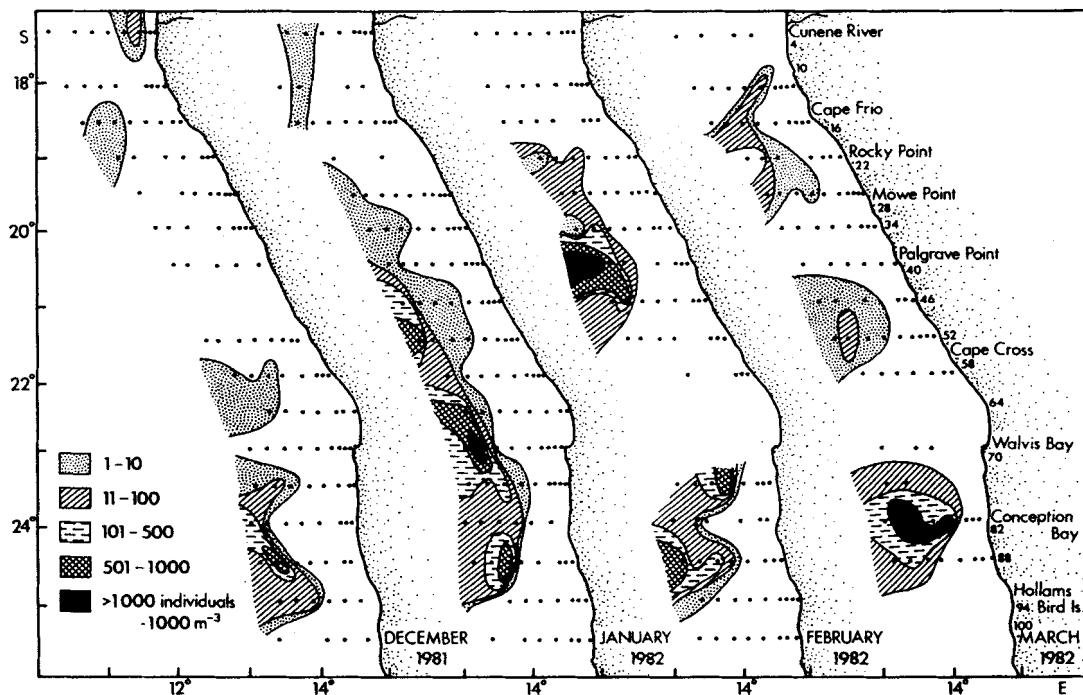 S
18°
20°
22°
24°
Cunene River
4
10
Cape Frio
16
Rocky Point
22
Mowe Point
28
34
Palgrave Point
40
46
52
Cape Cross
58
64
Walvis Bay
70
Conception
82
Bay
88
Hollams
94 Bird Is.
100
1–10
11–100
101–500
501–1000
>1000 individuals
·1000 m⁻³
DECEMBER
1981
JANUARY
1982
FEBRUARY
1982
MARCH
1982
12°
14°
14°
14°
14°
E